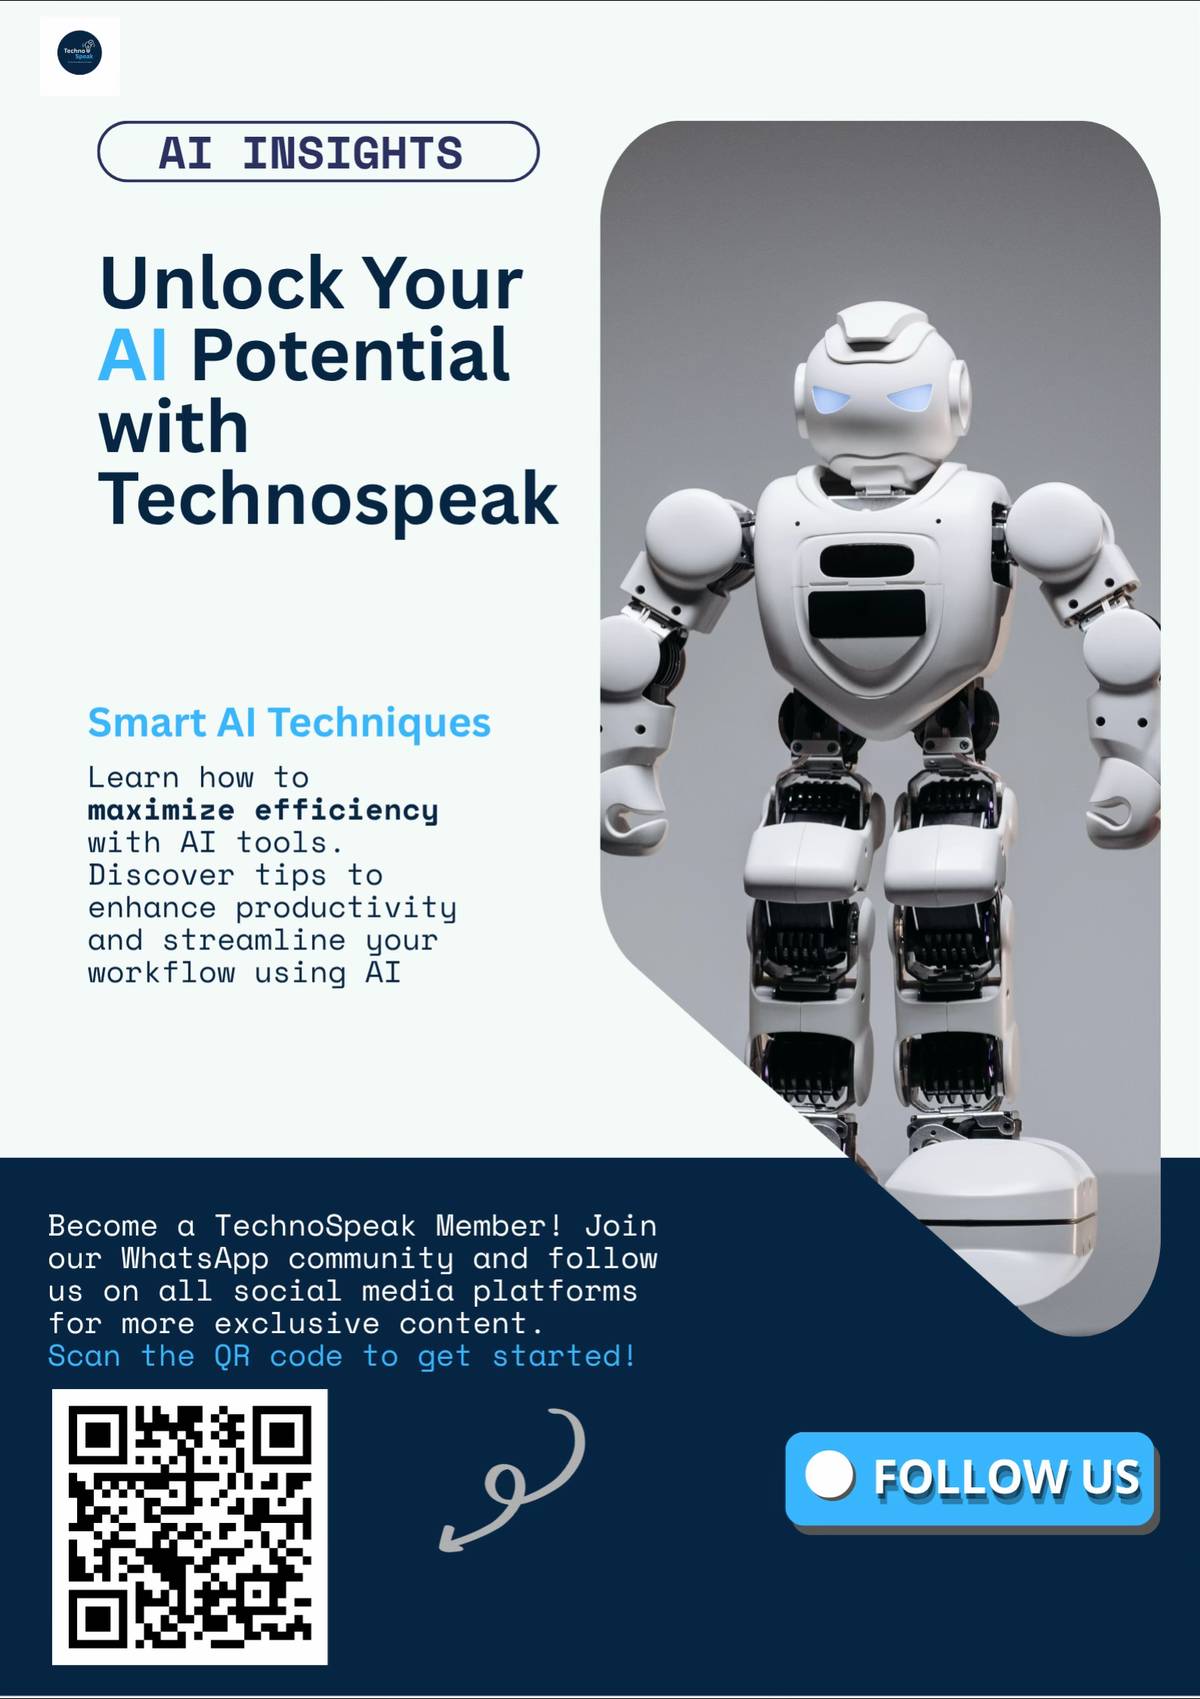 Techno
Speak
AI INSIGHTS
Unlock Your
AI Potential
with
Technospeak
Smart AI Techniques
Learn how to
maximize efficiency
with AI tools.
Discover tips to
enhance productivity
and streamline your
workflow using AI
Become a TechnoSpeak Member! Join
our WhatsApp community and follow
us on all social media platforms
for more exclusive content.
Scan the QR code to get started!
FOLLOW US